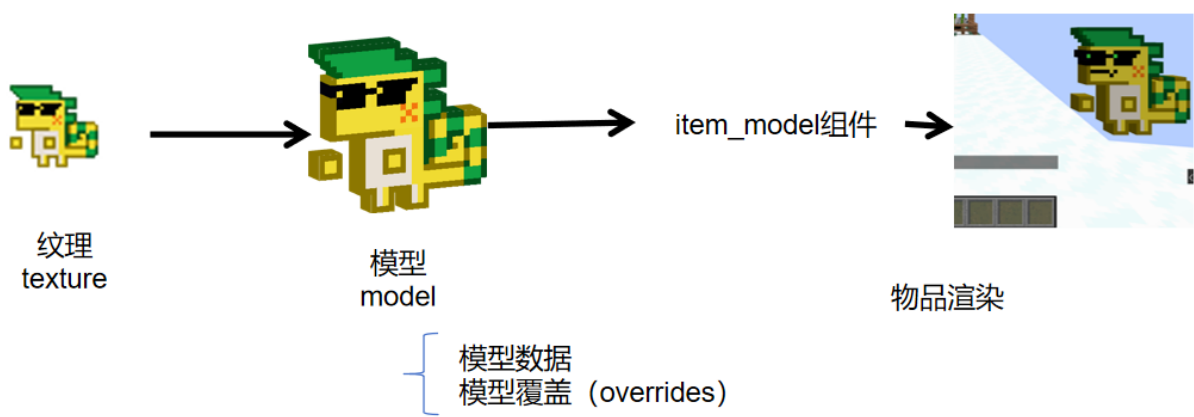 纹理
texture
模型
model
item_model组件
物品渲染
模型数据
模型覆盖（overrides）